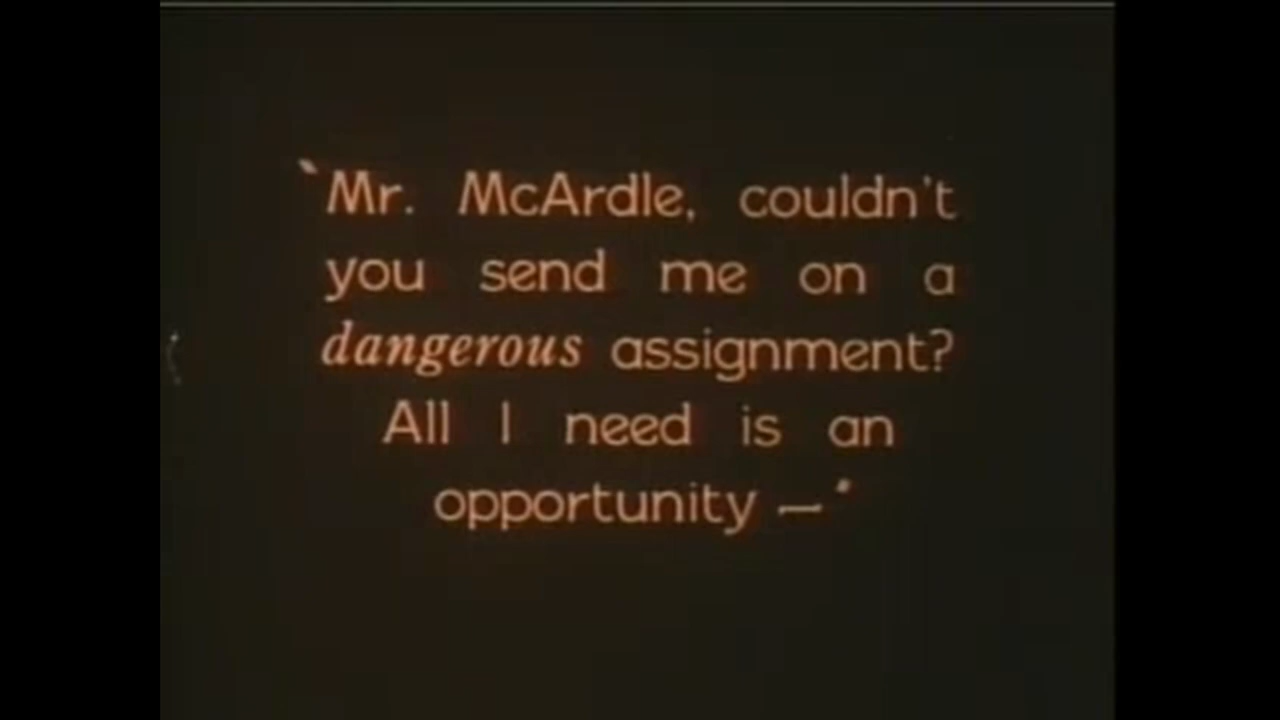 `Mr. McArdle, couldn't
you send me on a
dangerous assignment?
All I need is an
opportunity —'